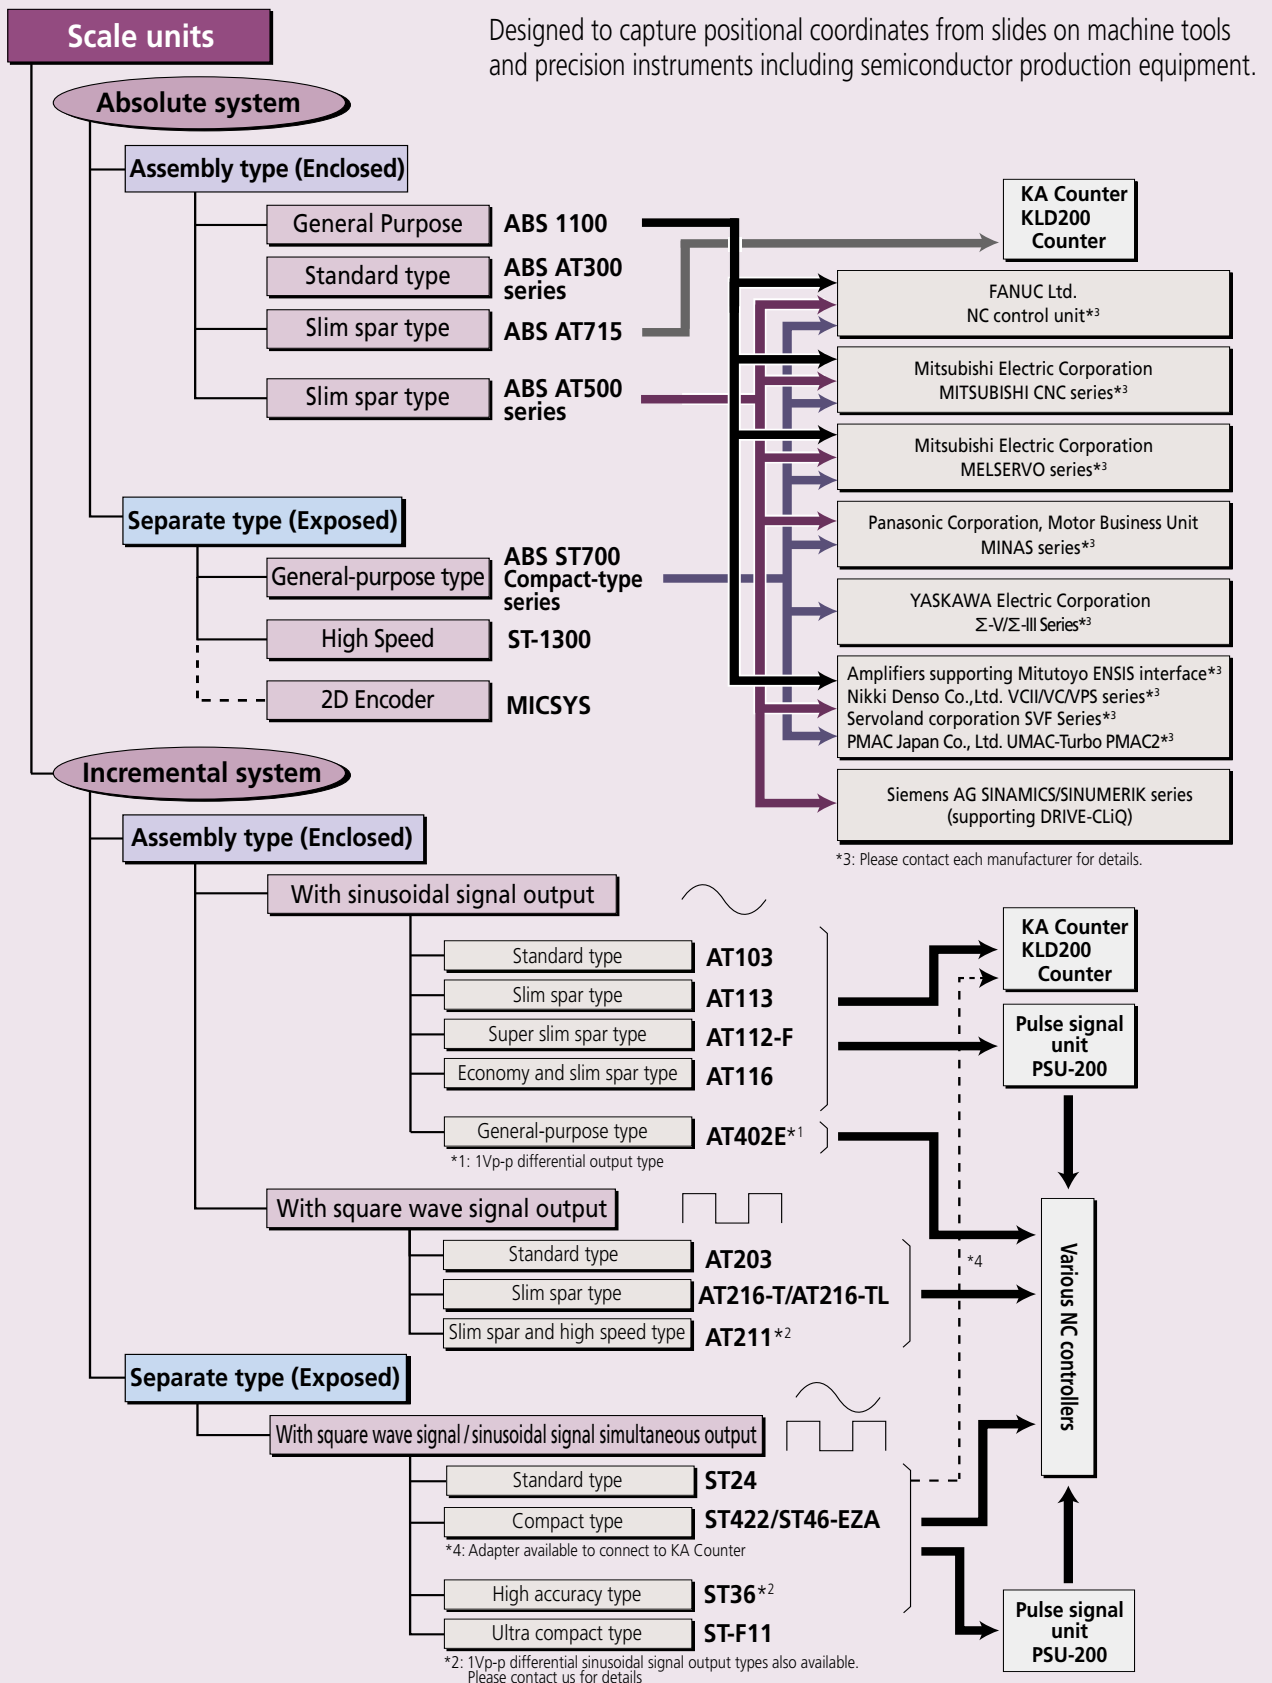 Scale units
Designed to capture positional coordinates from slides on machine tools
and precision instruments including semiconductor production equipment.
Absolute system
Assembly type (Enclosed)
General Purpose
ABS 1100
Standard type
ABS AT300
series
Slim spar type
ABS AT715
Slim spar type
ABS AT500
series
KA Counter
KLD200
Counter
FANUC Ltd.
NC control unit*3
Mitsubishi Electric Corporation
MITSUBISHI CNC series*3
Mitsubishi Electric Corporation
MELSERVO series*3
Panasonic Corporation, Motor Business Unit
MINAS series*3
YASKAWA Electric Corporation
Σ-V/Σ-III Series*3
Amplifiers supporting Mitutoyo ENSIS interface*3
Nikki Denso Co.,Ltd. VCII/VC/VPS series*3
Servoland corporation SVF Series*3
PMAC Japan Co., Ltd. UMAC-Turbo PMAC2*3
Siemens AG SINAMICS/SINUMERIK series
(supporting DRIVE-CLiQ)
*3: Please contact each manufacturer for details.
Separate type (Exposed)
General-purpose type
ABS ST700
Compact-type
series
High Speed
ST-1300
2D Encoder
MICSYS
Incremental system
Assembly type (Enclosed)
With sinusoidal signal output
Standard type
AT103
Slim spar type
AT113
Super slim spar type
AT112-F
Economy and slim spar type
AT116
General-purpose type
AT402E*1
*1: 1Vp-p differential output type
KA Counter
KLD200
Counter
Pulse signal
unit
PSU-200
With square wave signal output
Standard type
AT203
Slim spar type
AT216-T/AT216-TL
Slim spar and high speed type
AT211*2
*4
Various NC controllers
Separate type (Exposed)
With square wave signal/sinusoidal signal simultaneous output
Standard type
ST24
Compact type
ST422/ST46-EZA
*4: Adapter available to connect to KA Counter
High accuracy type
ST36*2
Ultra compact type
ST-F11
*2: 1Vp-p differential sinusoidal signal output types also available.
Please contact us for details
Pulse signal
unit
PSU-200